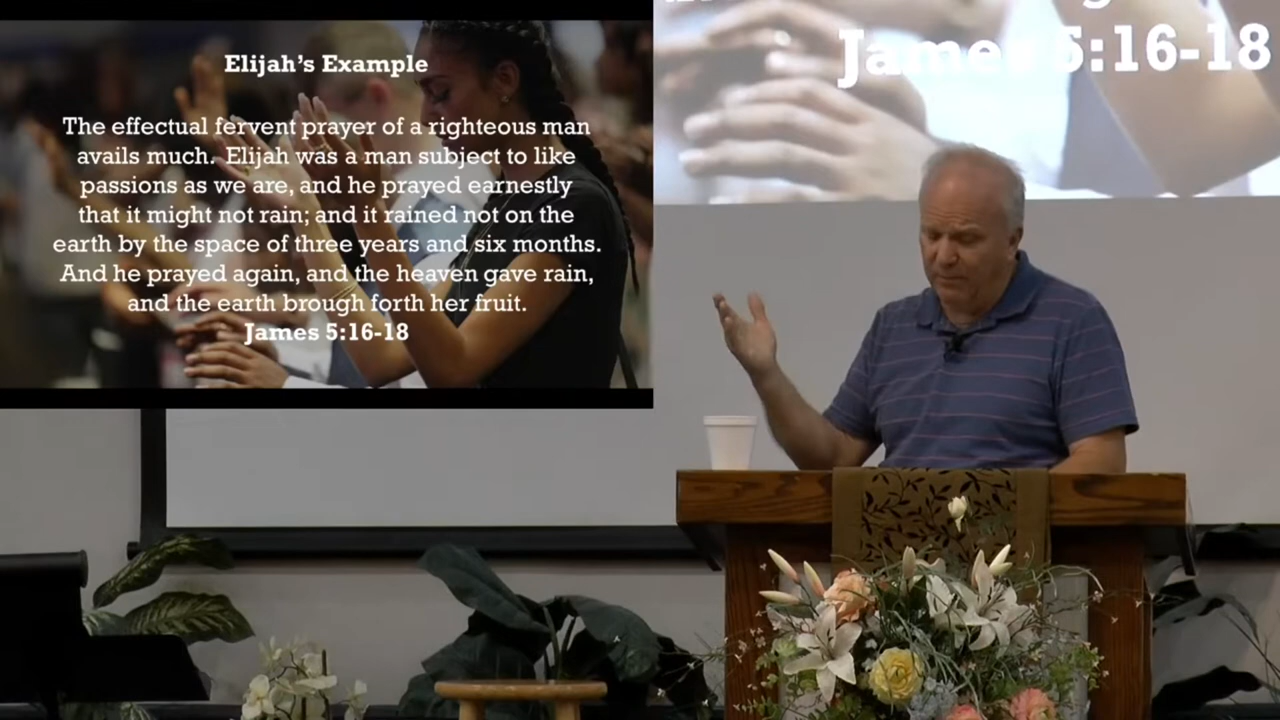 Elijah's Example
The effectual fervent prayer of a righteous man
avails much. Elijah was a man subject to like
passions as we are, and he prayed earnestly
that it might not rain; and it rained not on the
earth by the space of three years and six months.
And he prayed again, and the heaven gave rain,
and the earth brough forth her fruit.
James 5:16-18
James 5:16-18